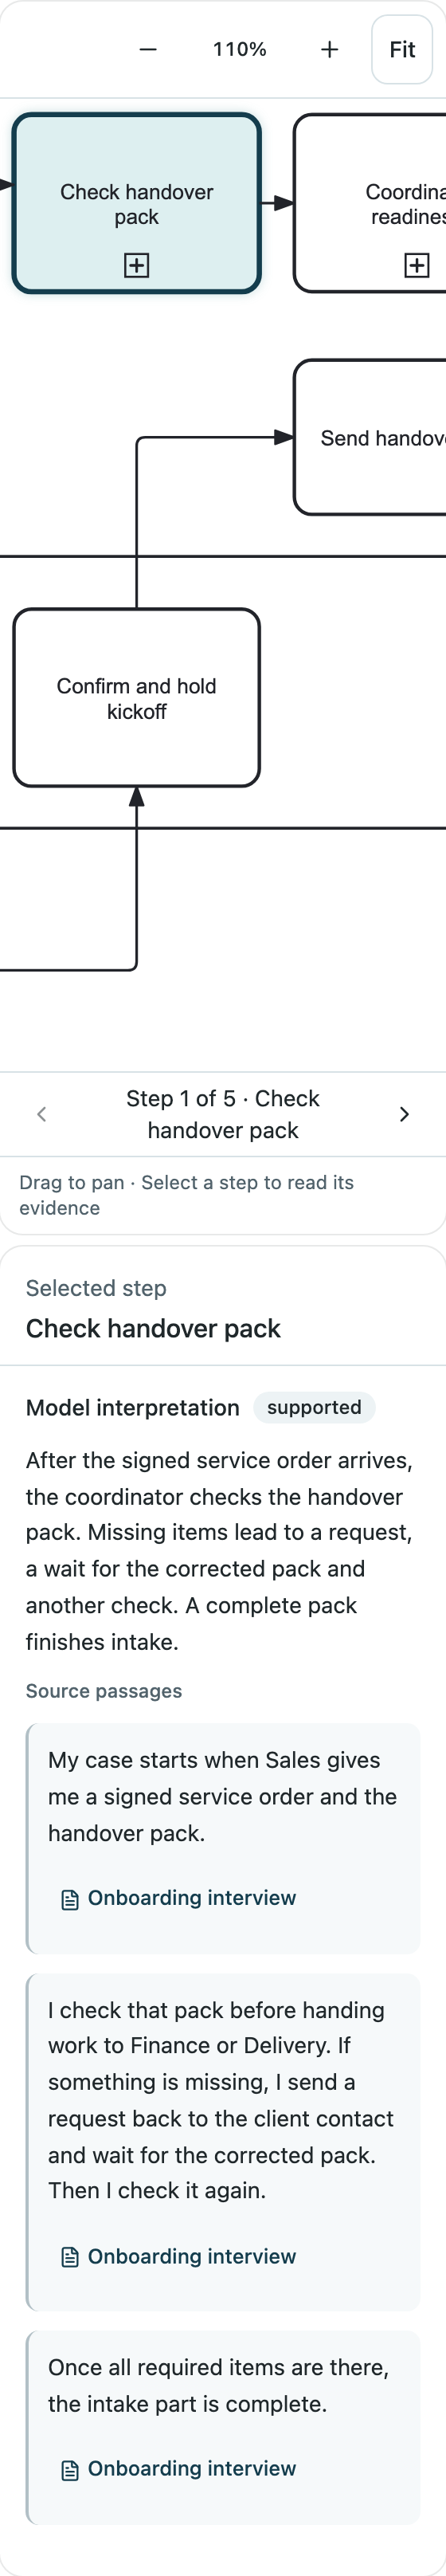 110%
Fit
Check handover
pack
Coordina
readines
Send handov
Confirm and hold
kickoff
Step 1 of 5 · Check
handover pack
Drag to pan · Select a step to read its
evidence
Selected step
Check handover pack
Model interpretation supported
After the signed service order arrives,
the coordinator checks the handover
pack. Missing items lead to a request,
a wait for the corrected pack and
another check. A complete pack
finishes intake.
Source passages
My case starts when Sales gives
me a signed service order and the
handover pack.
Onboarding interview
I check that pack before handing
work to Finance or Delivery. If
something is missing, I send a
request back to the client contact
and wait for the corrected pack.
Then I check it again.
Onboarding interview
Once all required items are there,
the intake part is complete.
Onboarding interview